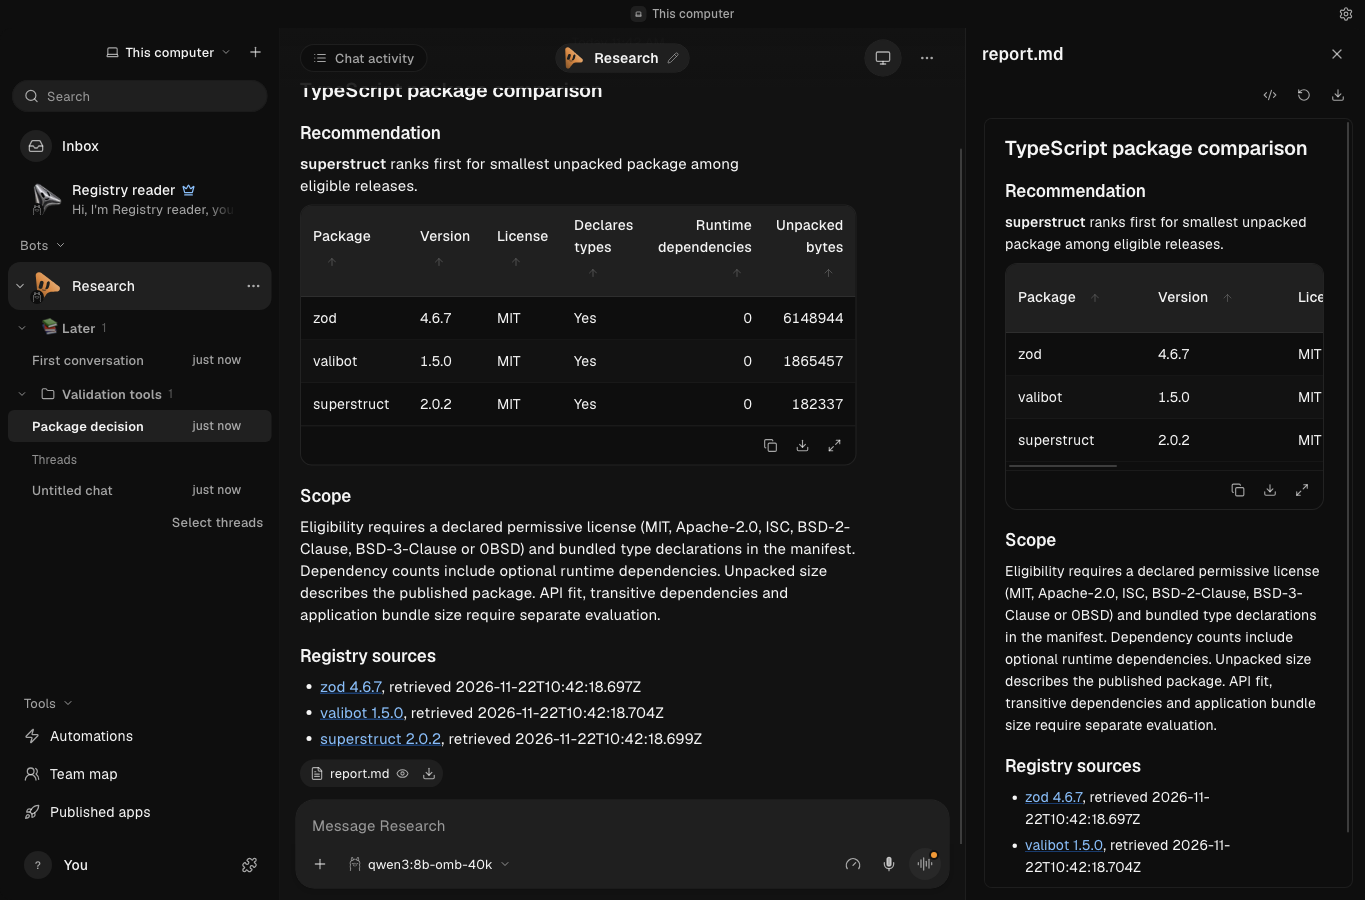 This computer
This computer
Search
Inbox
Registry reader
Hi, I'm Registry reader, you
Bots
Research
Later 1
First conversation just now
Validation tools 1
Package decision just now
Threads
Untitled chat just now
Select threads
Tools
Automations
Team map
Published apps
? You
Chat activity
Research
TypeScript package comparison
Recommendation
superstruct ranks first for smallest unpacked package among
eligible releases.
Package Version License Declares types Runtime dependencies Unpacked bytes
zod 4.6.7 MIT Yes 0 6148944
valibot 1.5.0 MIT Yes 0 1865457
superstruct 2.0.2 MIT Yes 0 182337
Scope
Eligibility requires a declared permissive license (MIT, Apache-2.0, ISC, BSD-2-
Clause, BSD-3-Clause or 0BSD) and bundled type declarations in the manifest.
Dependency counts include optional runtime dependencies. Unpacked size
describes the published package. API fit, transitive dependencies and
application bundle size require separate evaluation.
Registry sources
• zod 4.6.7, retrieved 2026-11-22T10:42:18.697Z
• valibot 1.5.0, retrieved 2026-11-22T10:42:18.704Z
• superstruct 2.0.2, retrieved 2026-11-22T10:42:18.699Z
report.md
Message Research
qwen3:8b-omb-40k
report.md
TypeScript package comparison
Recommendation
superstruct ranks first for smallest unpacked
package among eligible releases.
Package Version Lice
zod 4.6.7 MIT
valibot 1.5.0 MIT
superstruct 2.0.2 MIT
Scope
Eligibility requires a declared permissive license
(MIT, Apache-2.0, ISC, BSD-2-Clause, BSD-3-
Clause or 0BSD) and bundled type declarations
in the manifest. Dependency counts include
optional runtime dependencies. Unpacked size
describes the published package. API fit,
transitive dependencies and application bundle
size require separate evaluation.
Registry sources
• zod 4.6.7, retrieved 2026-11-
22T10:42:18.697Z
• valibot 1.5.0, retrieved 2026-11-
22T10:42:18.704Z